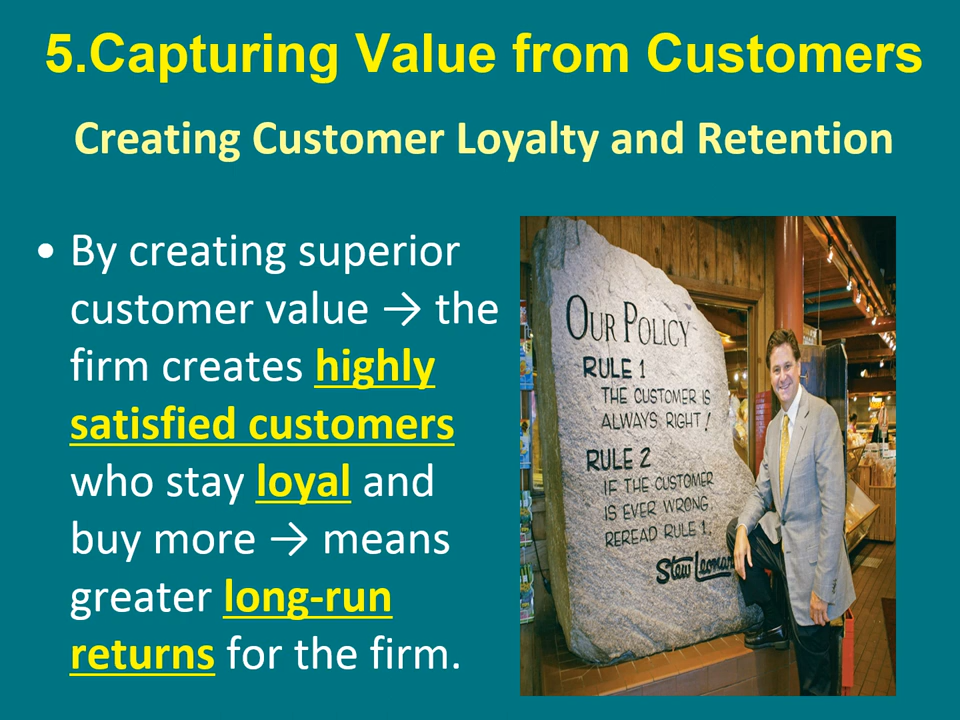 5.Capturing Value from Customers
Creating Customer Loyalty and Retention
• By creating superior
customer value → the
firm creates highly
satisfied customers
who stay loyal and
buy more → means
greater long-run
returns for the firm.
OUR POLICY
RULE 1
THE CUSTOMER IS
ALWAYS RIGHT!
RULE 2
IF THE CUSTOMER
IS EVER WRONG,
REREAD RULE 1.
Stew Leonard